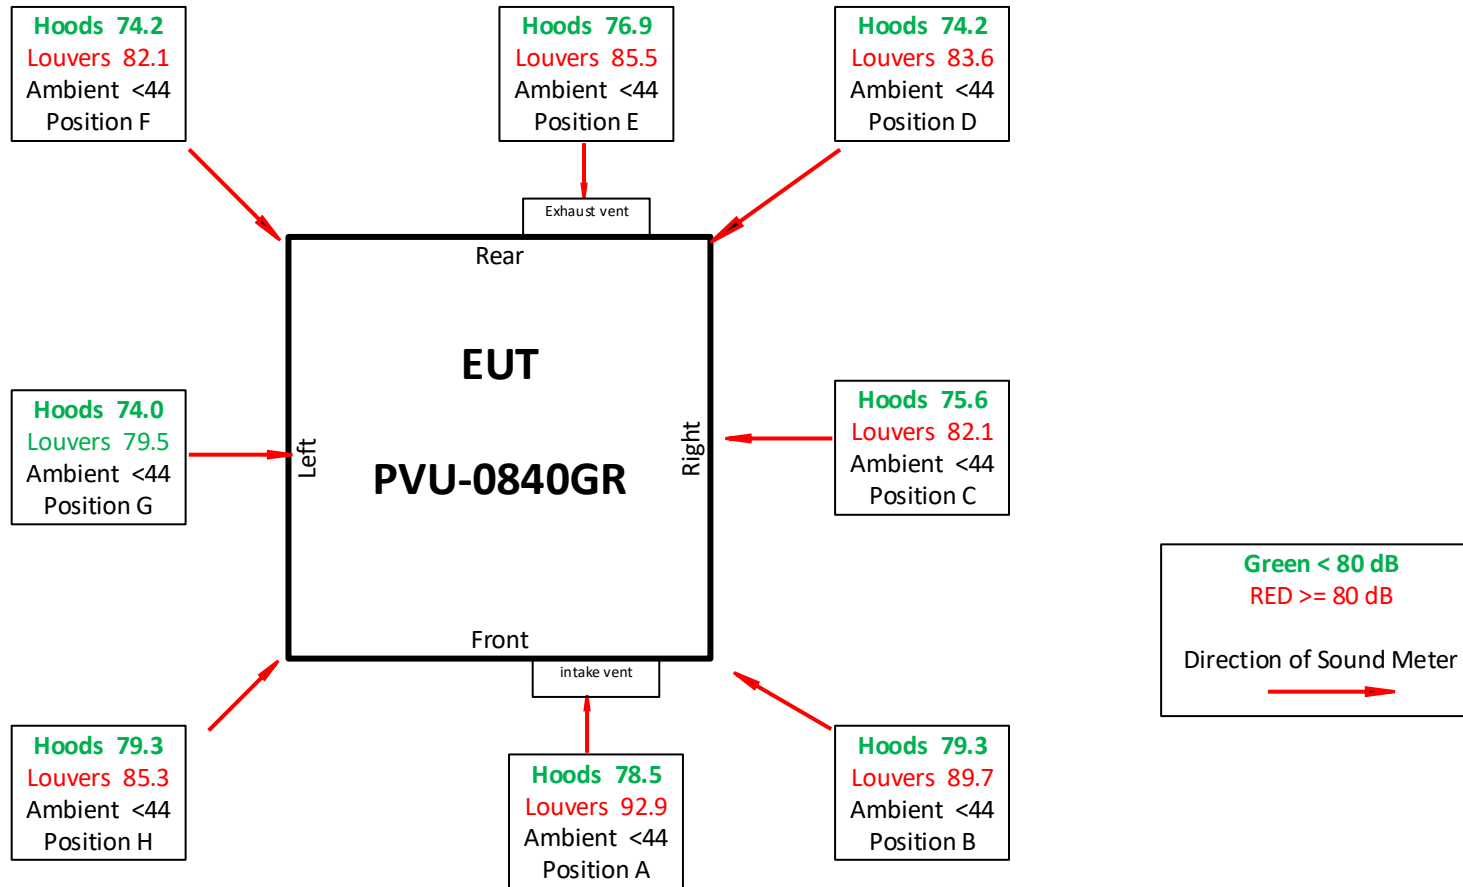 Hoods 74.2
Louvers 82.1
Ambient <44
Position F
Hoods 76.9
Louvers 85.5
Ambient <44
Position E
Hoods 74.2
Louvers 83.6
Ambient <44
Position D
Exhaust vent
Rear
EUT
PVU-0840GR
Left
Right
Front
intake vent
Hoods 74.0
Louvers 79.5
Ambient <44
Position G
Hoods 75.6
Louvers 82.1
Ambient <44
Position C
Green < 80 dB
RED >= 80 dB
Direction of Sound Meter
Hoods 79.3
Louvers 85.3
Ambient <44
Position H
Hoods 78.5
Louvers 92.9
Ambient <44
Position A
Hoods 79.3
Louvers 89.7
Ambient <44
Position B